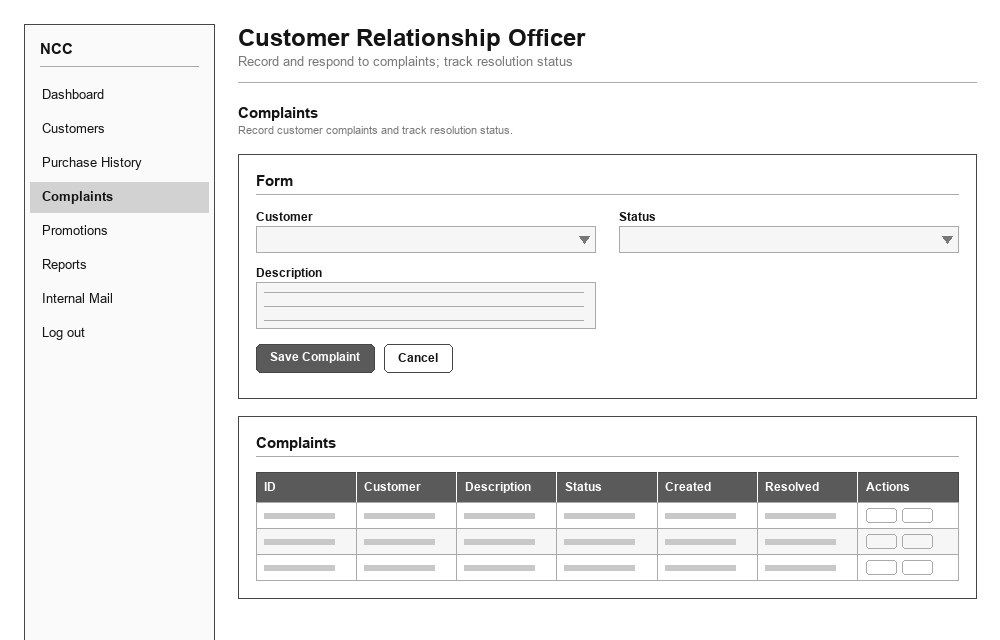 NCC
Dashboard
Customers
Purchase History
Complaints
Promotions
Reports
Internal Mail
Log out
Customer Relationship Officer
Record and respond to complaints; track resolution status
Complaints
Record customer complaints and track resolution status.
Form
Customer
Status
Description
Save Complaint
Cancel
Complaints
ID
Customer
Description
Status
Created
Resolved
Actions